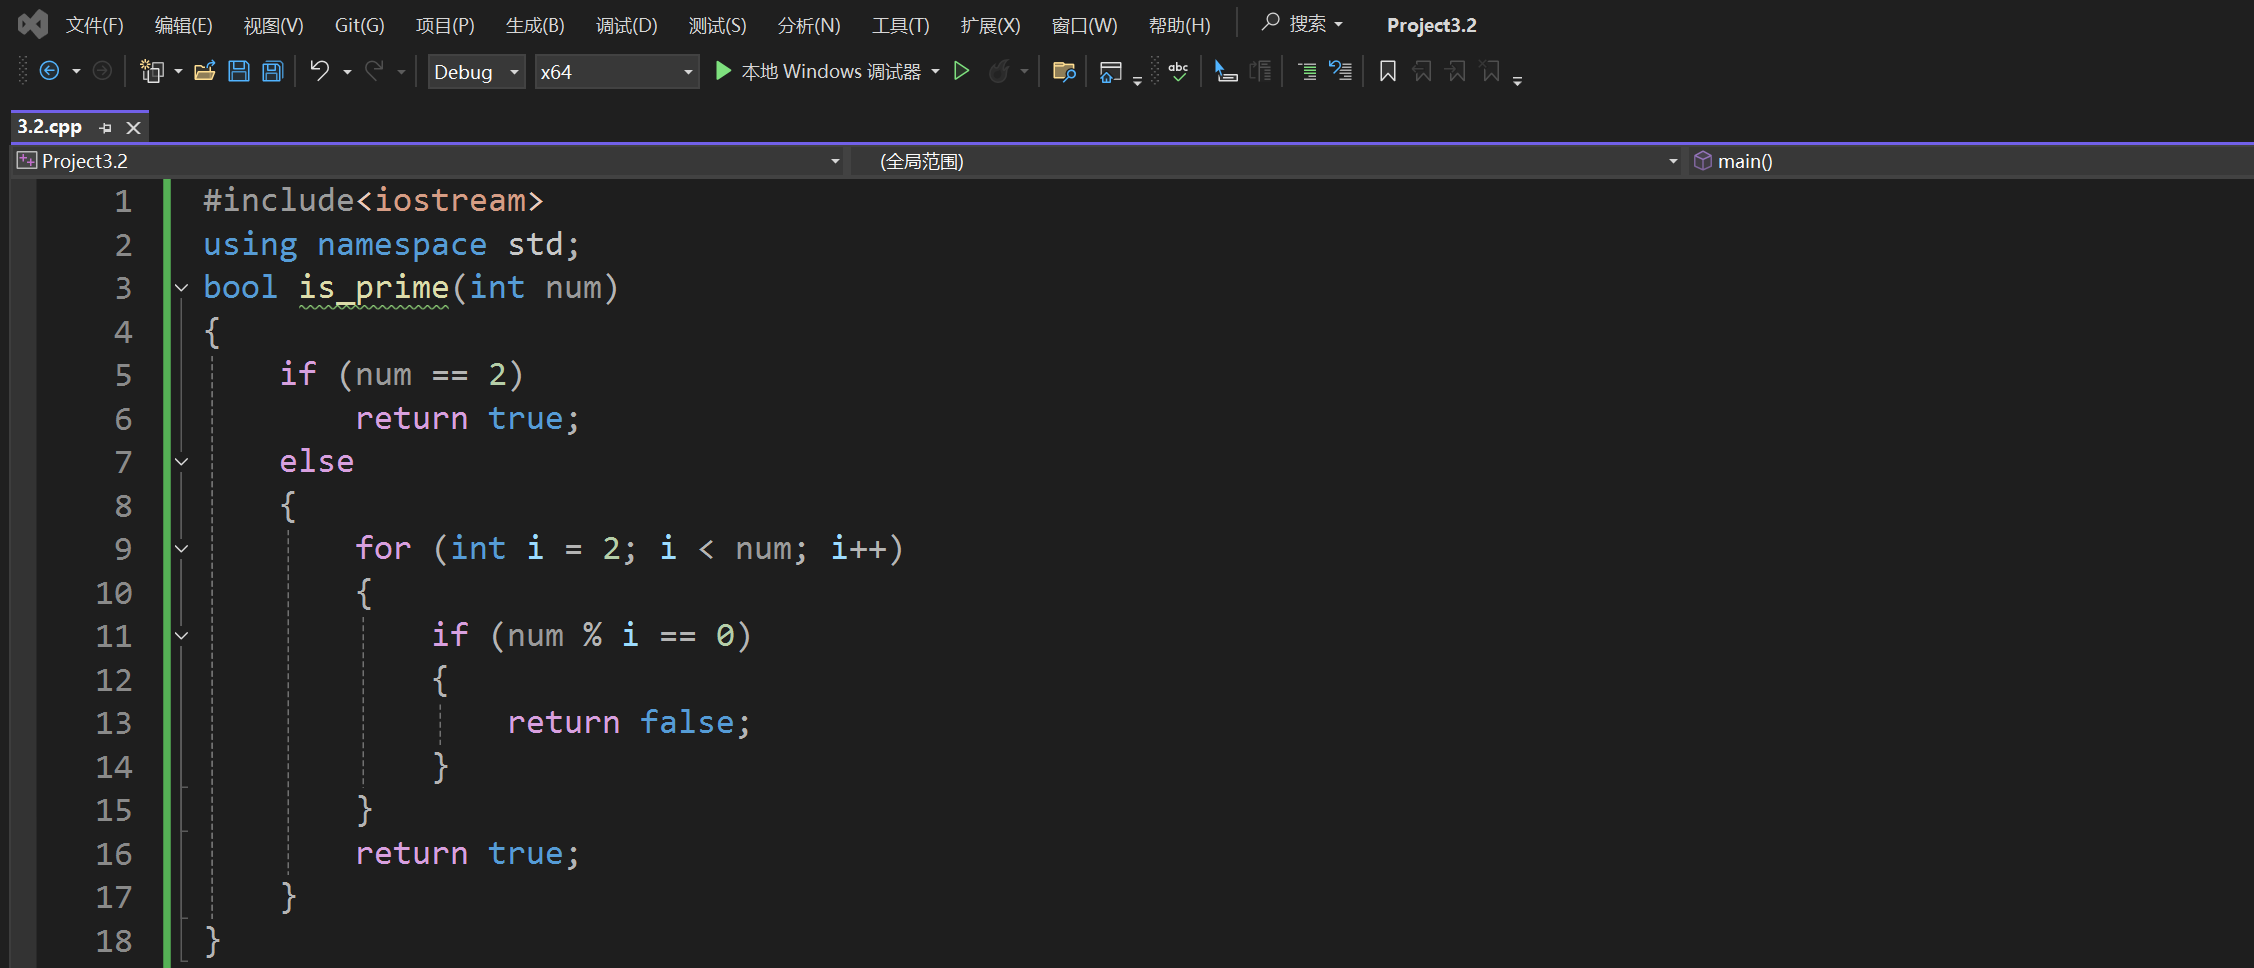 文件(F) 编辑(E) 视图(V) Git(G) 项目(P) 生成(B) 调试(D) 测试(S) 分析(N) 工具(T) 扩展(X) 窗口(W) 帮助(H) 搜索 Project3.2
Debug x64 本地 Windows 调试器 abc
3.2.cpp
Project3.2 (全局范围) main()
1 #include<iostream>
2 using namespace std;
3 bool is_prime(int num)
4 {
5 if (num == 2)
6 return true;
7 else
8 {
9 for (int i = 2; i < num; i++)
10 {
11 if (num % i == 0)
12 {
13 return false;
14 }
15 }
16 return true;
17 }
18 }